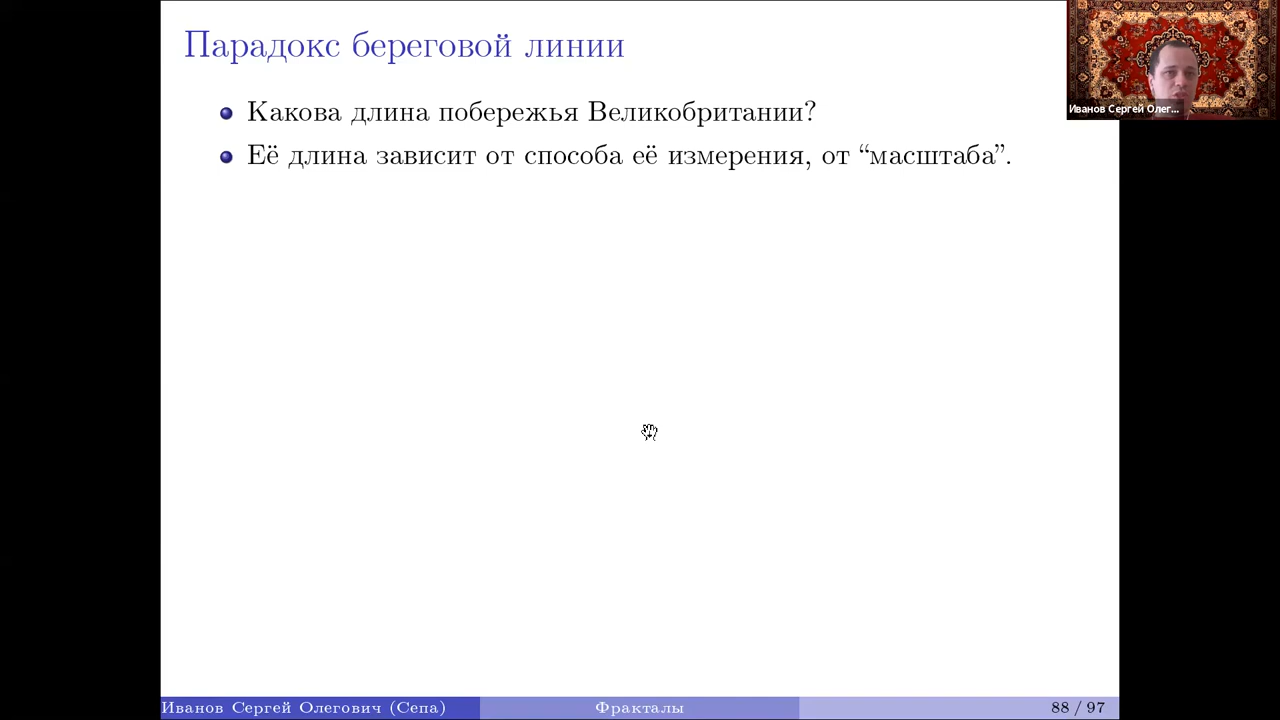 Парадокс береговой линии
Иванов Сергей Олег...
Какова длина побережья Великобритании?
Её длина зависит от способа её измерения, от “масштаба”.
Иванов Сергей Олегович (Сепа)
Фракталы
88 / 97